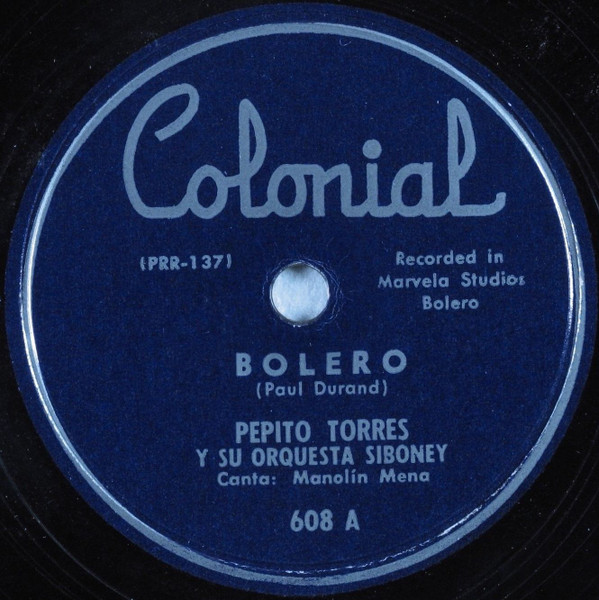 Colonial
(PRR-137)
Recorded in
Marvela Studios
Bolero
BOLERO
(Paul Durand)
PEPITO TORRES
Y SU ORQUESTA SIBONEY
Canta: Manolín Mena
608 A